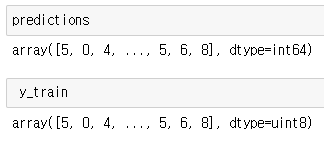 predictions
array([5, 0, 4, ..., 5, 6, 8], dtype=int64)
y_train
array([5, 0, 4, ..., 5, 6, 8], dtype=uint8)